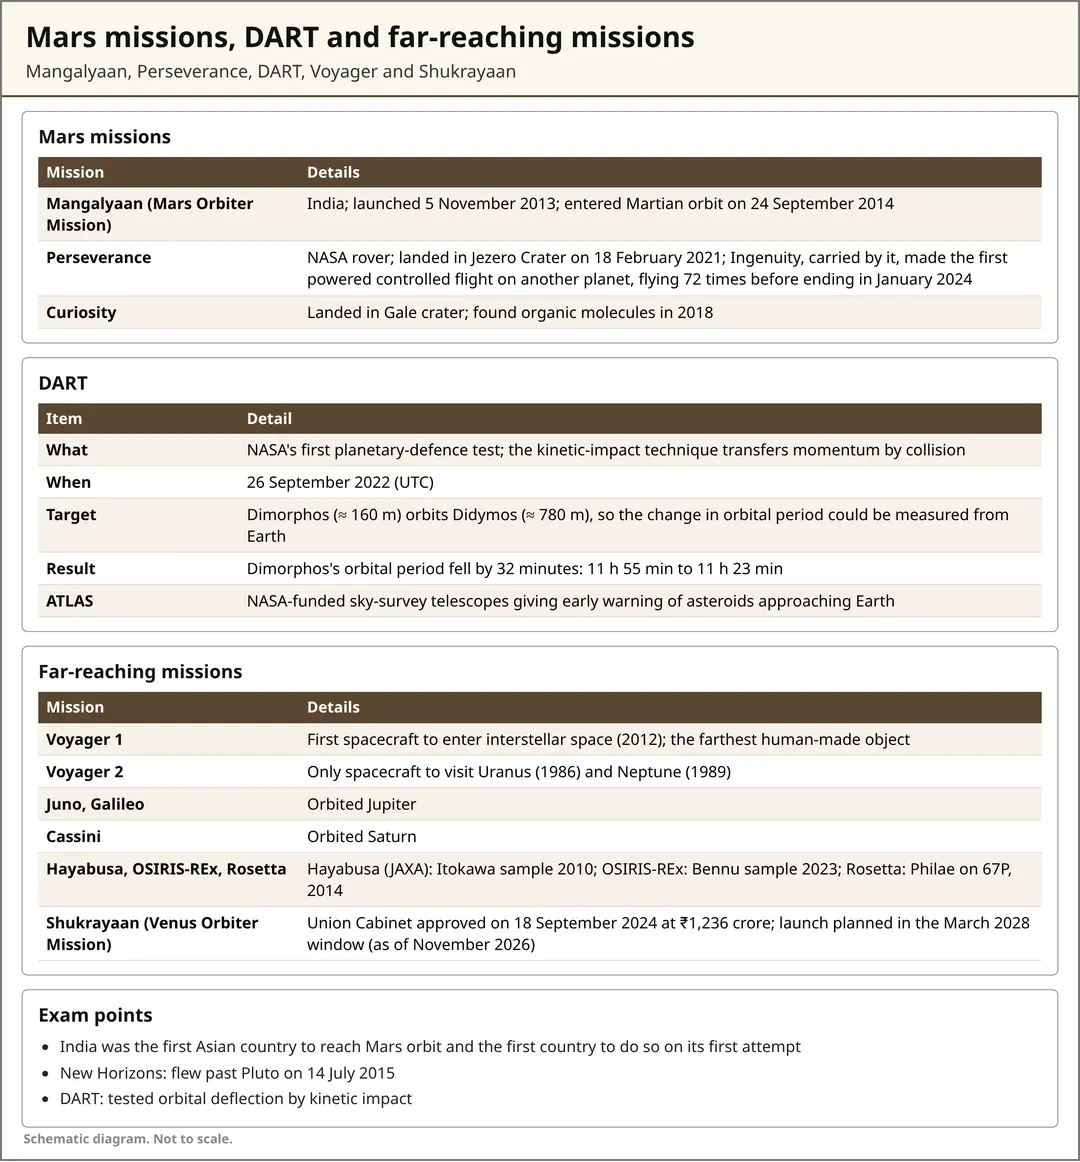 Mars missions, DART and far-reaching missions
Mangalyaan, Perseverance, DART, Voyager and Shukrayaan
Mars missions
Mission Details
Mangalyaan (Mars Orbiter Mission) India; launched 5 November 2013; entered Martian orbit on 24 September 2014
Perseverance NASA rover; landed in Jezero Crater on 18 February 2021; Ingenuity, carried by it, made the first
powered controlled flight on another planet, flying 72 times before ending in January 2024
Curiosity Landed in Gale crater; found organic molecules in 2018
DART
Item Detail
What NASA's first planetary-defence test; the kinetic-impact technique transfers momentum by collision
When 26 September 2022 (UTC)
Target Dimorphos (≈ 160 m) orbits Didymos (≈ 780 m), so the change in orbital period could be measured from
Earth
Result Dimorphos's orbital period fell by 32 minutes: 11 h 55 min to 11 h 23 min
ATLAS NASA-funded sky-survey telescopes giving early warning of asteroids approaching Earth
Far-reaching missions
Mission Details
Voyager 1 First spacecraft to enter interstellar space (2012); the farthest human-made object
Voyager 2 Only spacecraft to visit Uranus (1986) and Neptune (1989)
Juno, Galileo Orbited Jupiter
Cassini Orbited Saturn
Hayabusa, OSIRIS-REx, Rosetta Hayabusa (JAXA): Itokawa sample 2010; OSIRIS-REx: Bennu sample 2023; Rosetta: Philae on 67P,
2014
Shukrayaan (Venus Orbiter Mission) Union Cabinet approved on 18 September 2024 at ₹1,236 crore; launch planned in the March 2028
window (as of November 2026)
Exam points
• India was the first Asian country to reach Mars orbit and the first country to do so on its first attempt
• New Horizons: flew past Pluto on 14 July 2015
• DART: tested orbital deflection by kinetic impact
Schematic diagram. Not to scale.